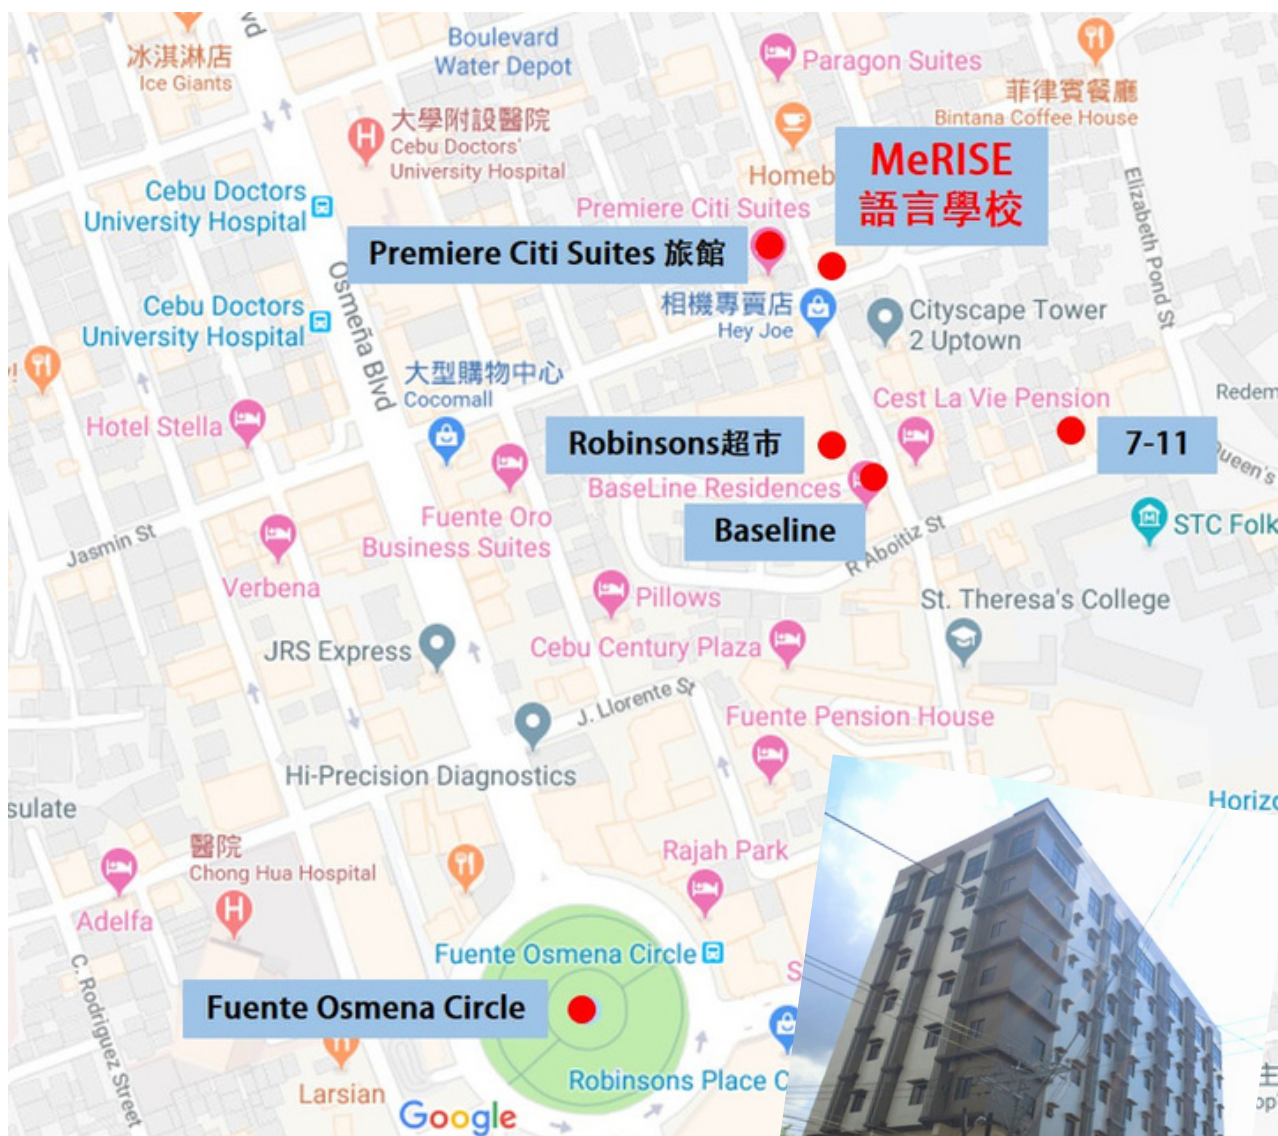 冰淇淋店
Ice Giants
vd
Boulevard
Water Depot
Paragon Suites
菲律賓餐廳
Bintana Coffee House
大學附設醫院
Cebu Doctors'
University Hospital
Homeb
MeRISE
語言學校
Elizabeth Pond St
Cebu Doctors
University Hospital
Premiere Citi Suites
Premiere Citi Suites 旅館
Osmeña Blvd
Cebu Doctors
University Hospital
相機專賣店
Hey Joe
Cityscape Tower
2 Uptown
大型購物中心
Cocomall
Hotel Stella
Cest La Vie Pension
Redem
Robinsons超市
7-11
Queen's
BaseLine Residences
Baseline
Fuente Oro
Business Suites
Jasmin St
R Aboitiz St
STC Folk
Verbena
Pillows
St. Theresa's College
JRS Express
Cebu Century Plaza
J. Llorente St
Fuente Pension House
Hi-Precision Diagnostics
sulate
Horizo
醫院
Chong Hua Hospital
Rajah Park
Adelfa
Fuente Osmena Circle
S
C. Rodriguez Street
Fuente Osmena Circle
Larsian
Robinsons Place C
Google